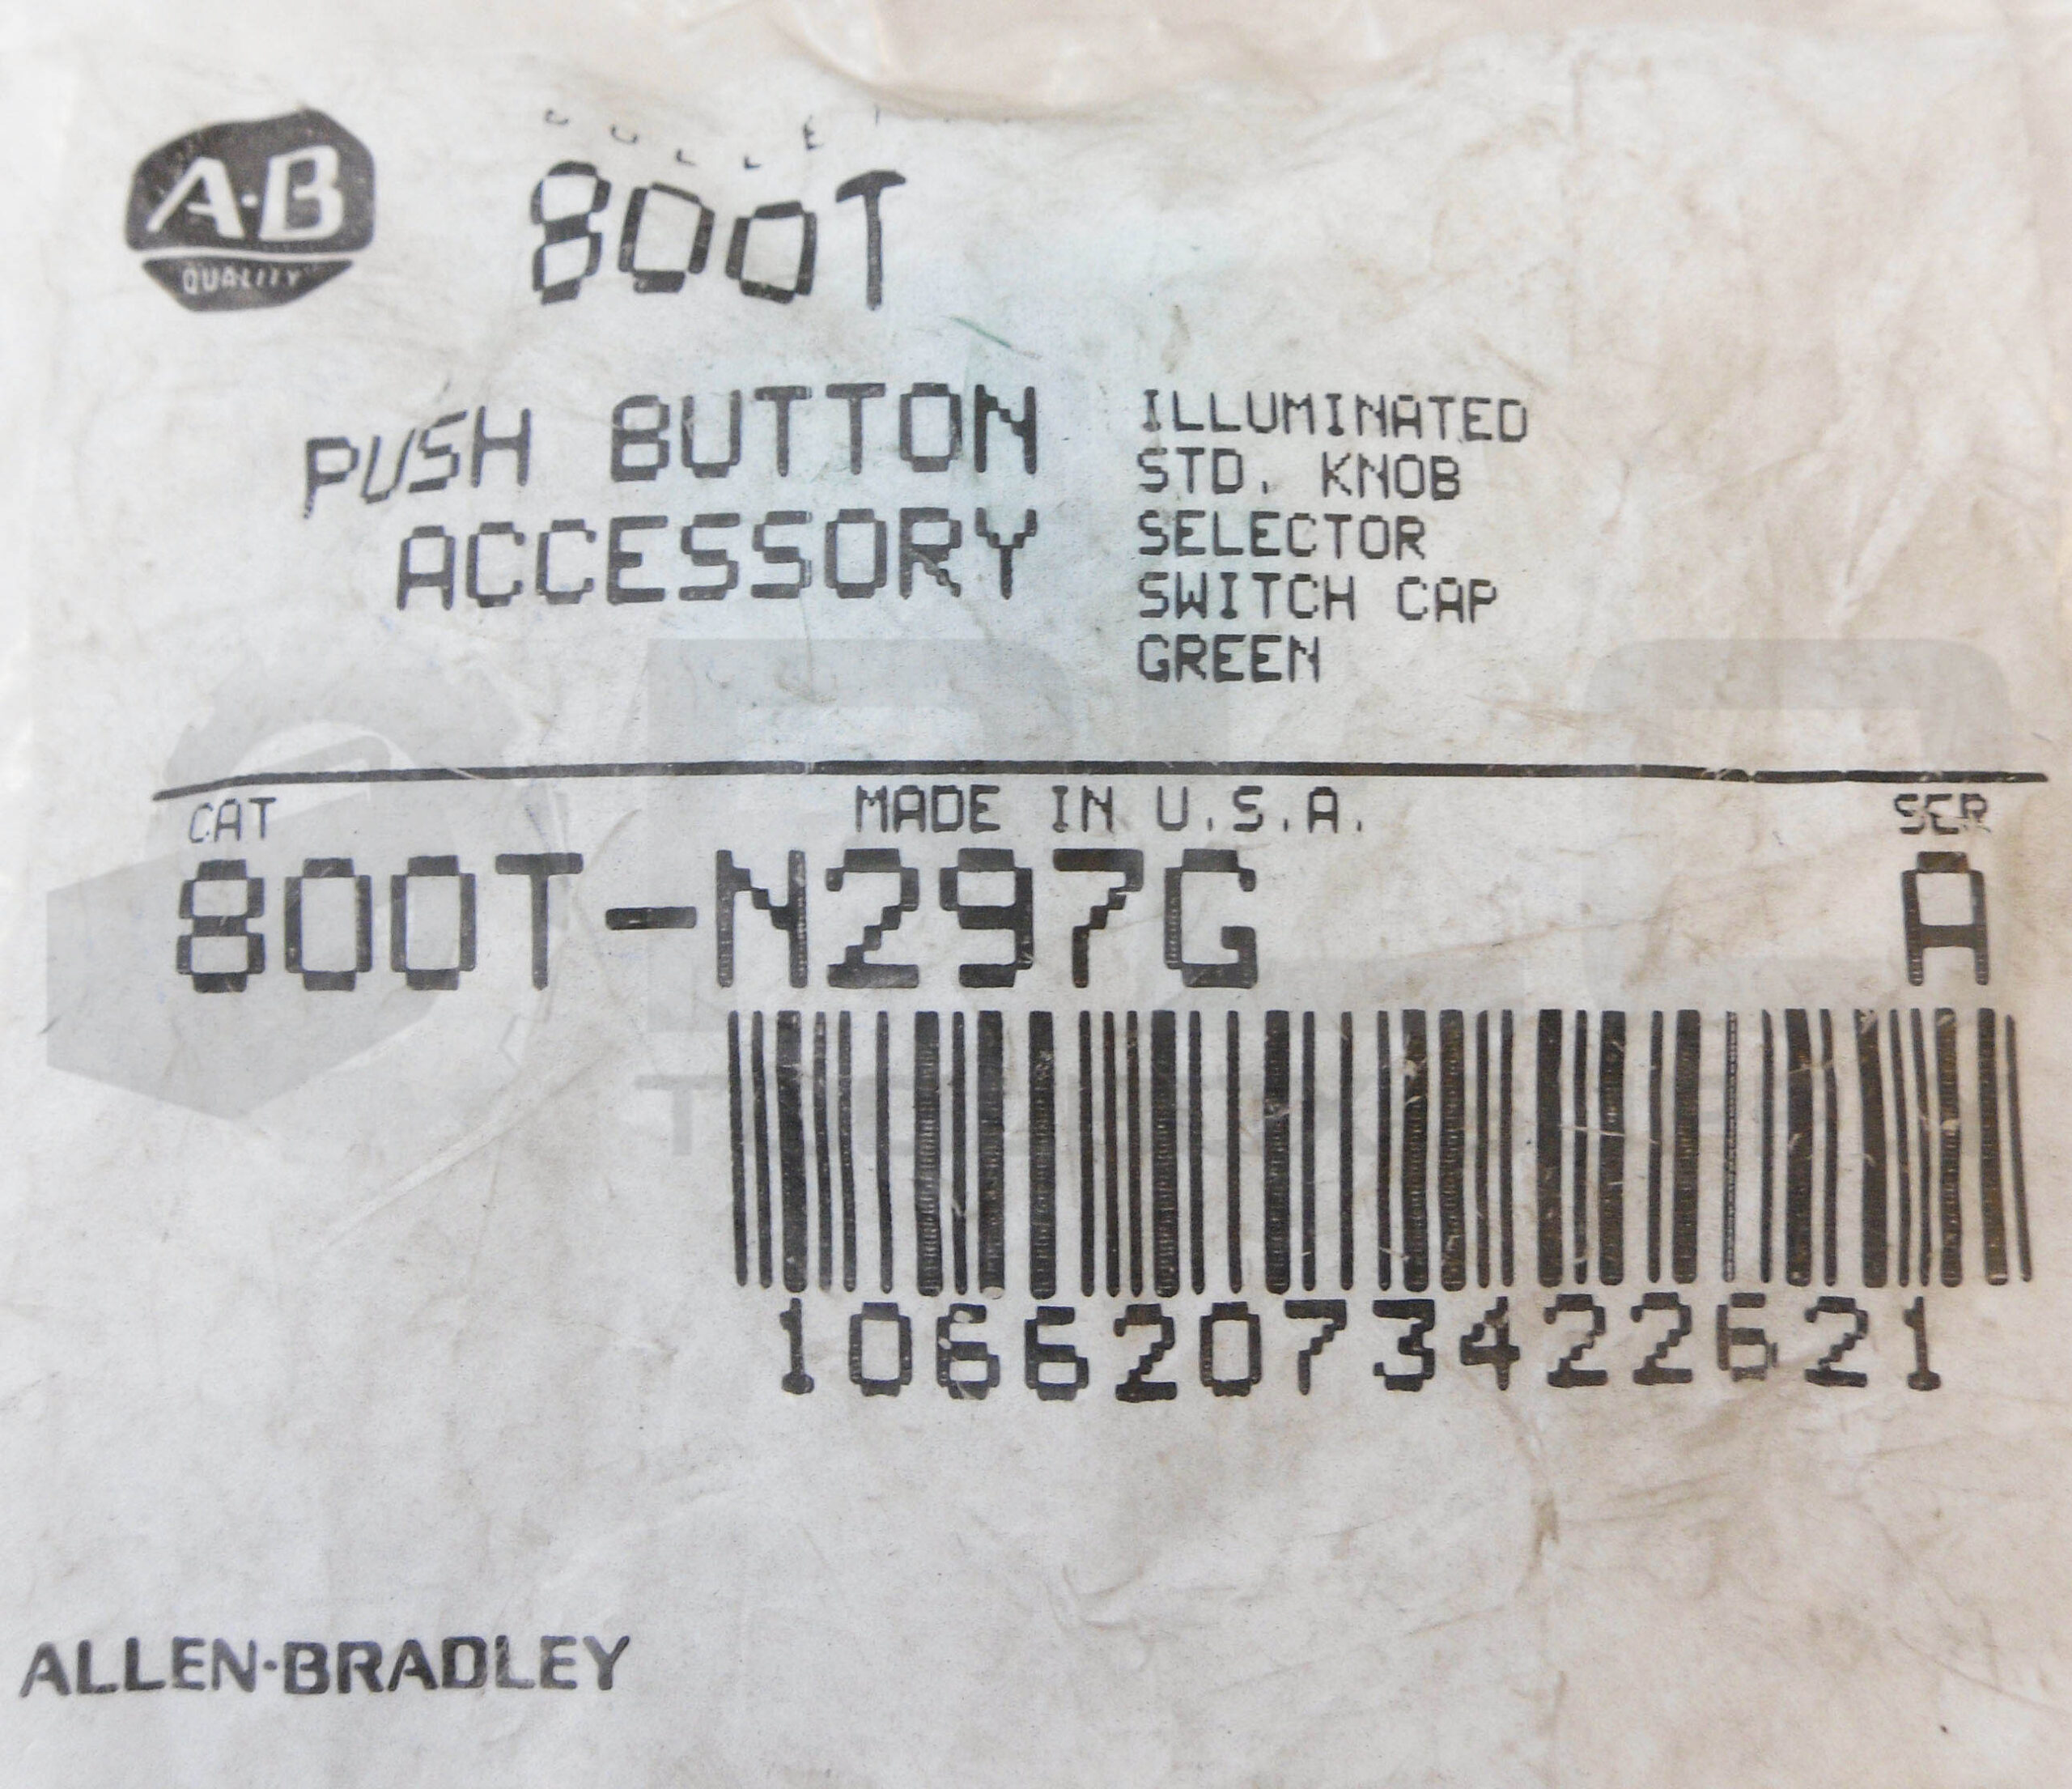 A·B
QUALITY
800T
PUSH BUTTON
ACCESSORY
ILLUMINATED
STD. KNOB
SELECTOR
SWITCH CAP
GREEN
CAT
MADE IN U.S.A.
SER
800T-N297G
A
10662073422621
ALLEN·BRADLEY